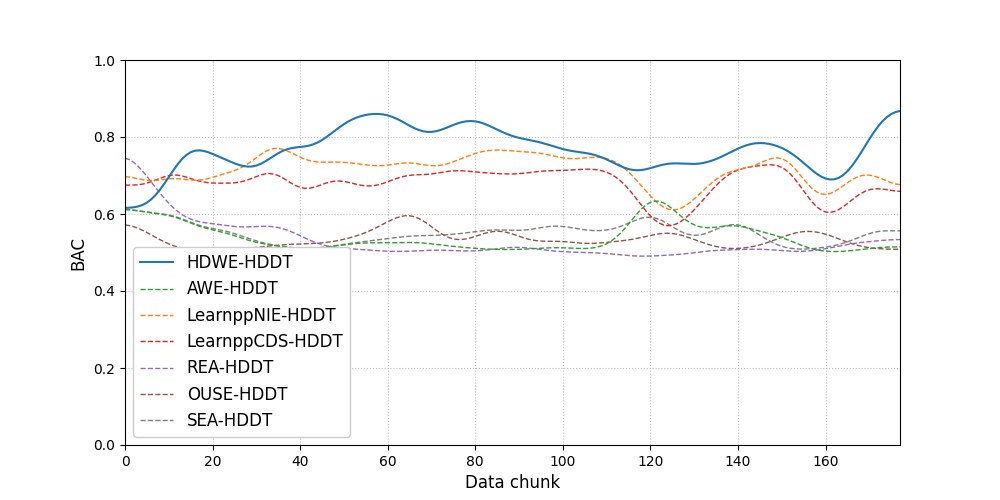 1.0
0.8
0.6
0.4
0.2
0.0
BAC
HDWE-HDDT
AWE-HDDT
LearnppNIE-HDDT
LearnppCDS-HDDT
REA-HDDT
OUSE-HDDT
SEA-HDDT
0 20 40 60 80 100 120 140 160
Data chunk